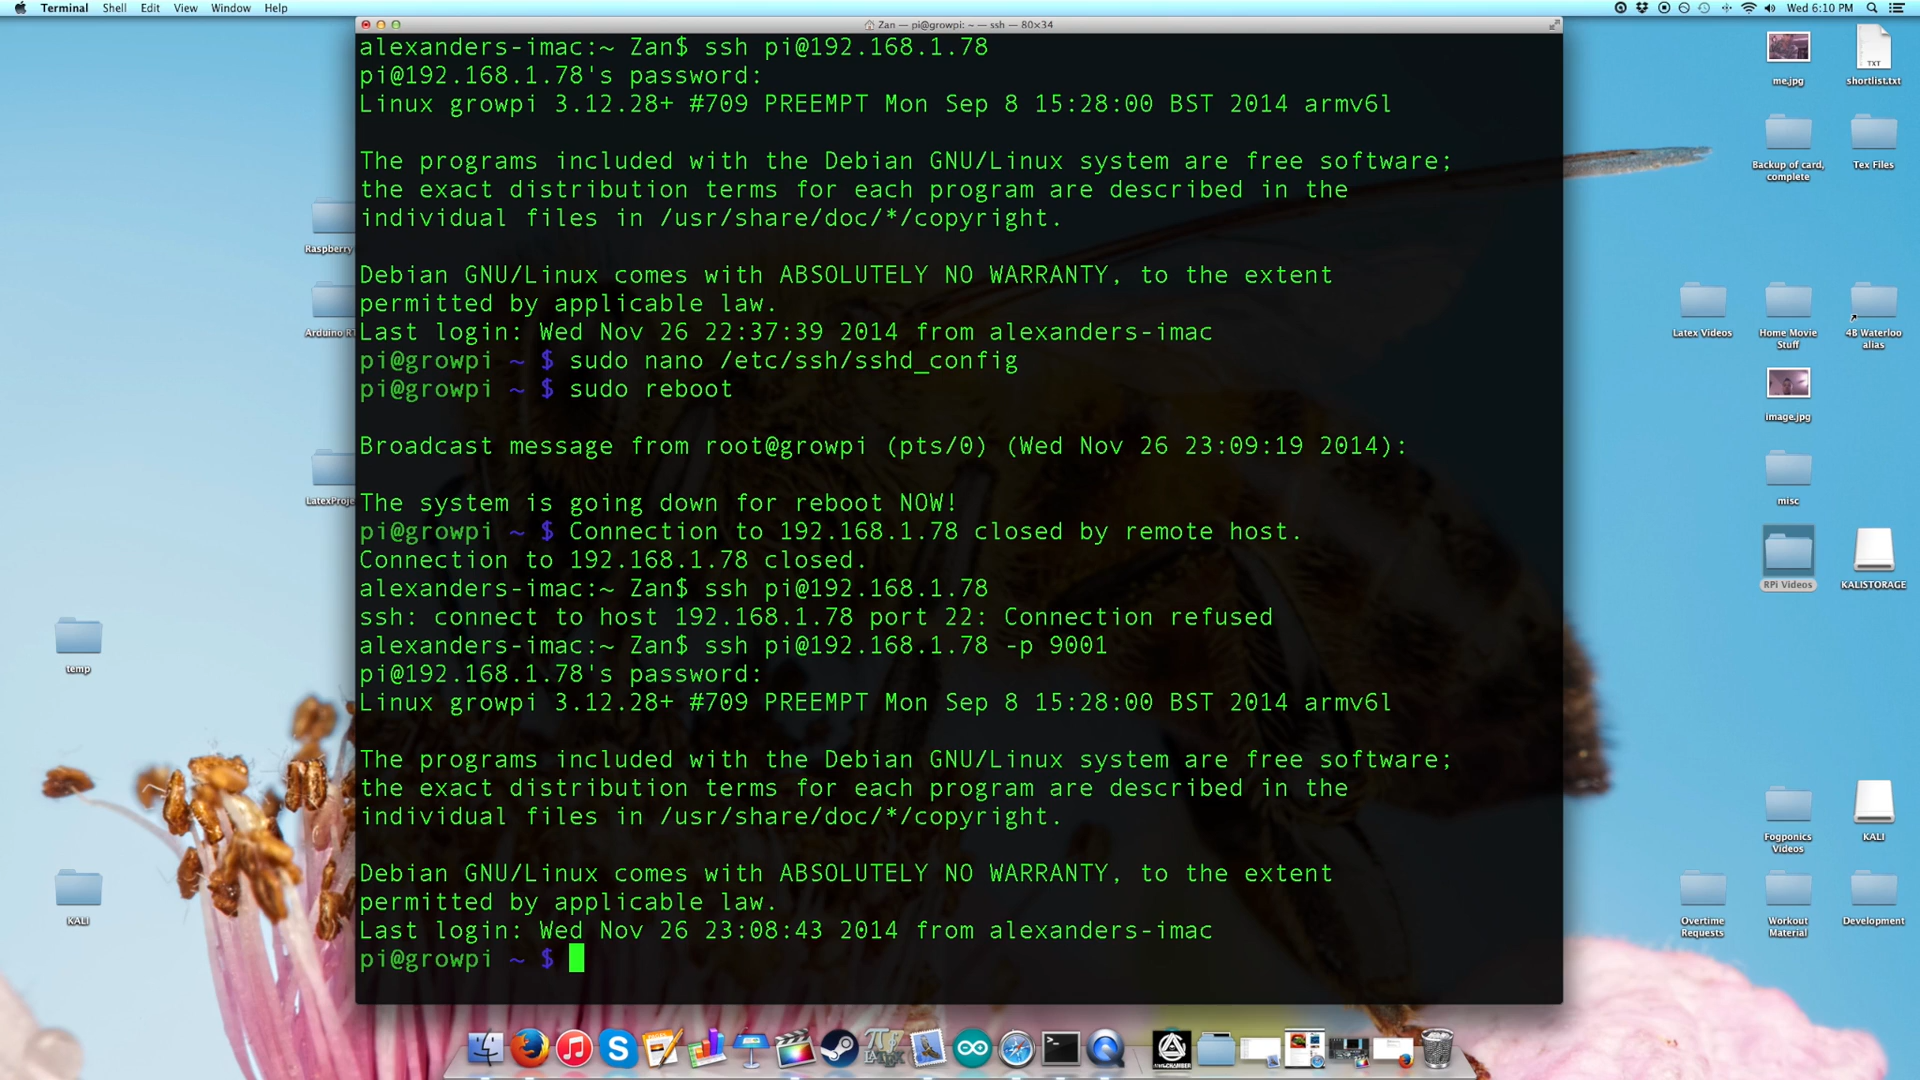 Terminal Shell Edit View Window Help
Wed 6:10 PM
Zan — pi@growpi: ~ — ssh — 80×34
alexanders-imac:~ Zan$ ssh pi@192.168.1.78
pi@192.168.1.78's password:
Linux growpi 3.12.28+ #709 PREEMPT Mon Sep 8 15:28:00 BST 2014 armv6l
The programs included with the Debian GNU/Linux system are free software;
the exact distribution terms for each program are described in the
individual files in /usr/share/doc/*/copyright.
Debian GNU/Linux comes with ABSOLUTELY NO WARRANTY, to the extent
permitted by applicable law.
Last login: Wed Nov 26 22:37:39 2014 from alexanders-imac
pi@growpi ~ $ sudo nano /etc/ssh/sshd_config
pi@growpi ~ $ sudo reboot
Broadcast message from root@growpi (pts/0) (Wed Nov 26 23:09:19 2014):
The system is going down for reboot NOW!
pi@growpi ~ $ Connection to 192.168.1.78 closed by remote host.
Connection to 192.168.1.78 closed.
alexanders-imac:~ Zan$ ssh pi@192.168.1.78
ssh: connect to host 192.168.1.78 port 22: Connection refused
alexanders-imac:~ Zan$ ssh pi@192.168.1.78 -p 9001
pi@192.168.1.78's password:
Linux growpi 3.12.28+ #709 PREEMPT Mon Sep 8 15:28:00 BST 2014 armv6l
The programs included with the Debian GNU/Linux system are free software;
the exact distribution terms for each program are described in the
individual files in /usr/share/doc/*/copyright.
Debian GNU/Linux comes with ABSOLUTELY NO WARRANTY, to the extent
permitted by applicable law.
Last login: Wed Nov 26 23:08:43 2014 from alexanders-imac
pi@growpi ~ $
Raspberry
Arduino
LatexProje
temp
KALI
me.jpg
TXT
shortlist.txt
Backup of card,
complete
Tex Files
Latex Videos
Home Movie
Stuff
4B Waterloo
alias
image.jpg
misc
RPi Videos
KALISTORAGE
Fogponics
Videos
KALI
Overtime
Requests
Workout
Material
Development